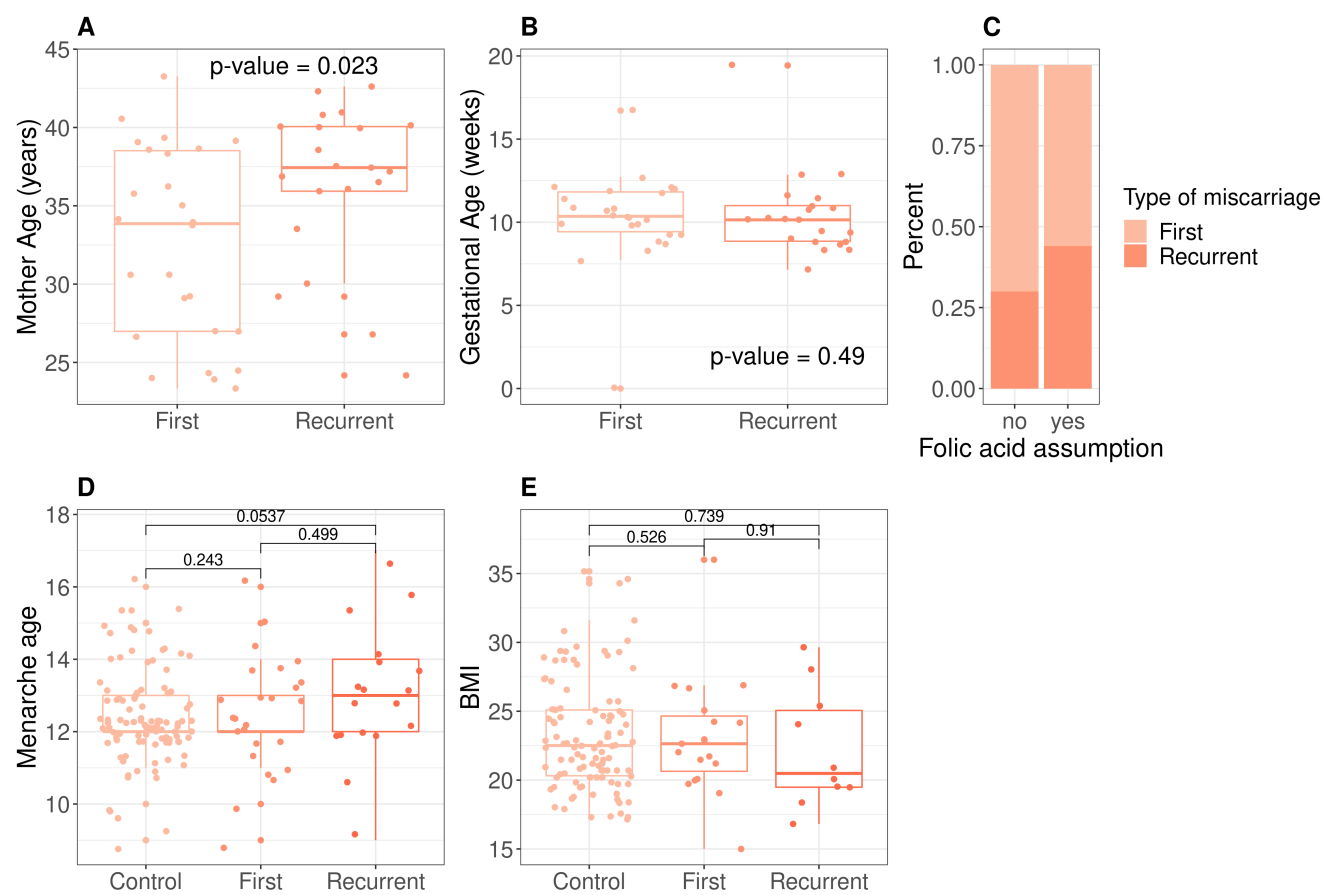 A
Mother Age (years)
45
40
35
30
25
p-value = 0.023
First
Recurrent
B
Gestational Age (weeks)
20
15
10
5
0
p-value = 0.49
First
Recurrent
C
Percent
1.00
0.75
0.50
0.25
0.00
no
yes
Folic acid assumption
Type of miscarriage
First
Recurrent
D
Menarche age
18
16
14
12
10
0.0537
0.499
0.243
Control
First
Recurrent
E
BMI
35
30
25
20
15
0.739
0.91
0.526
Control
First
Recurrent